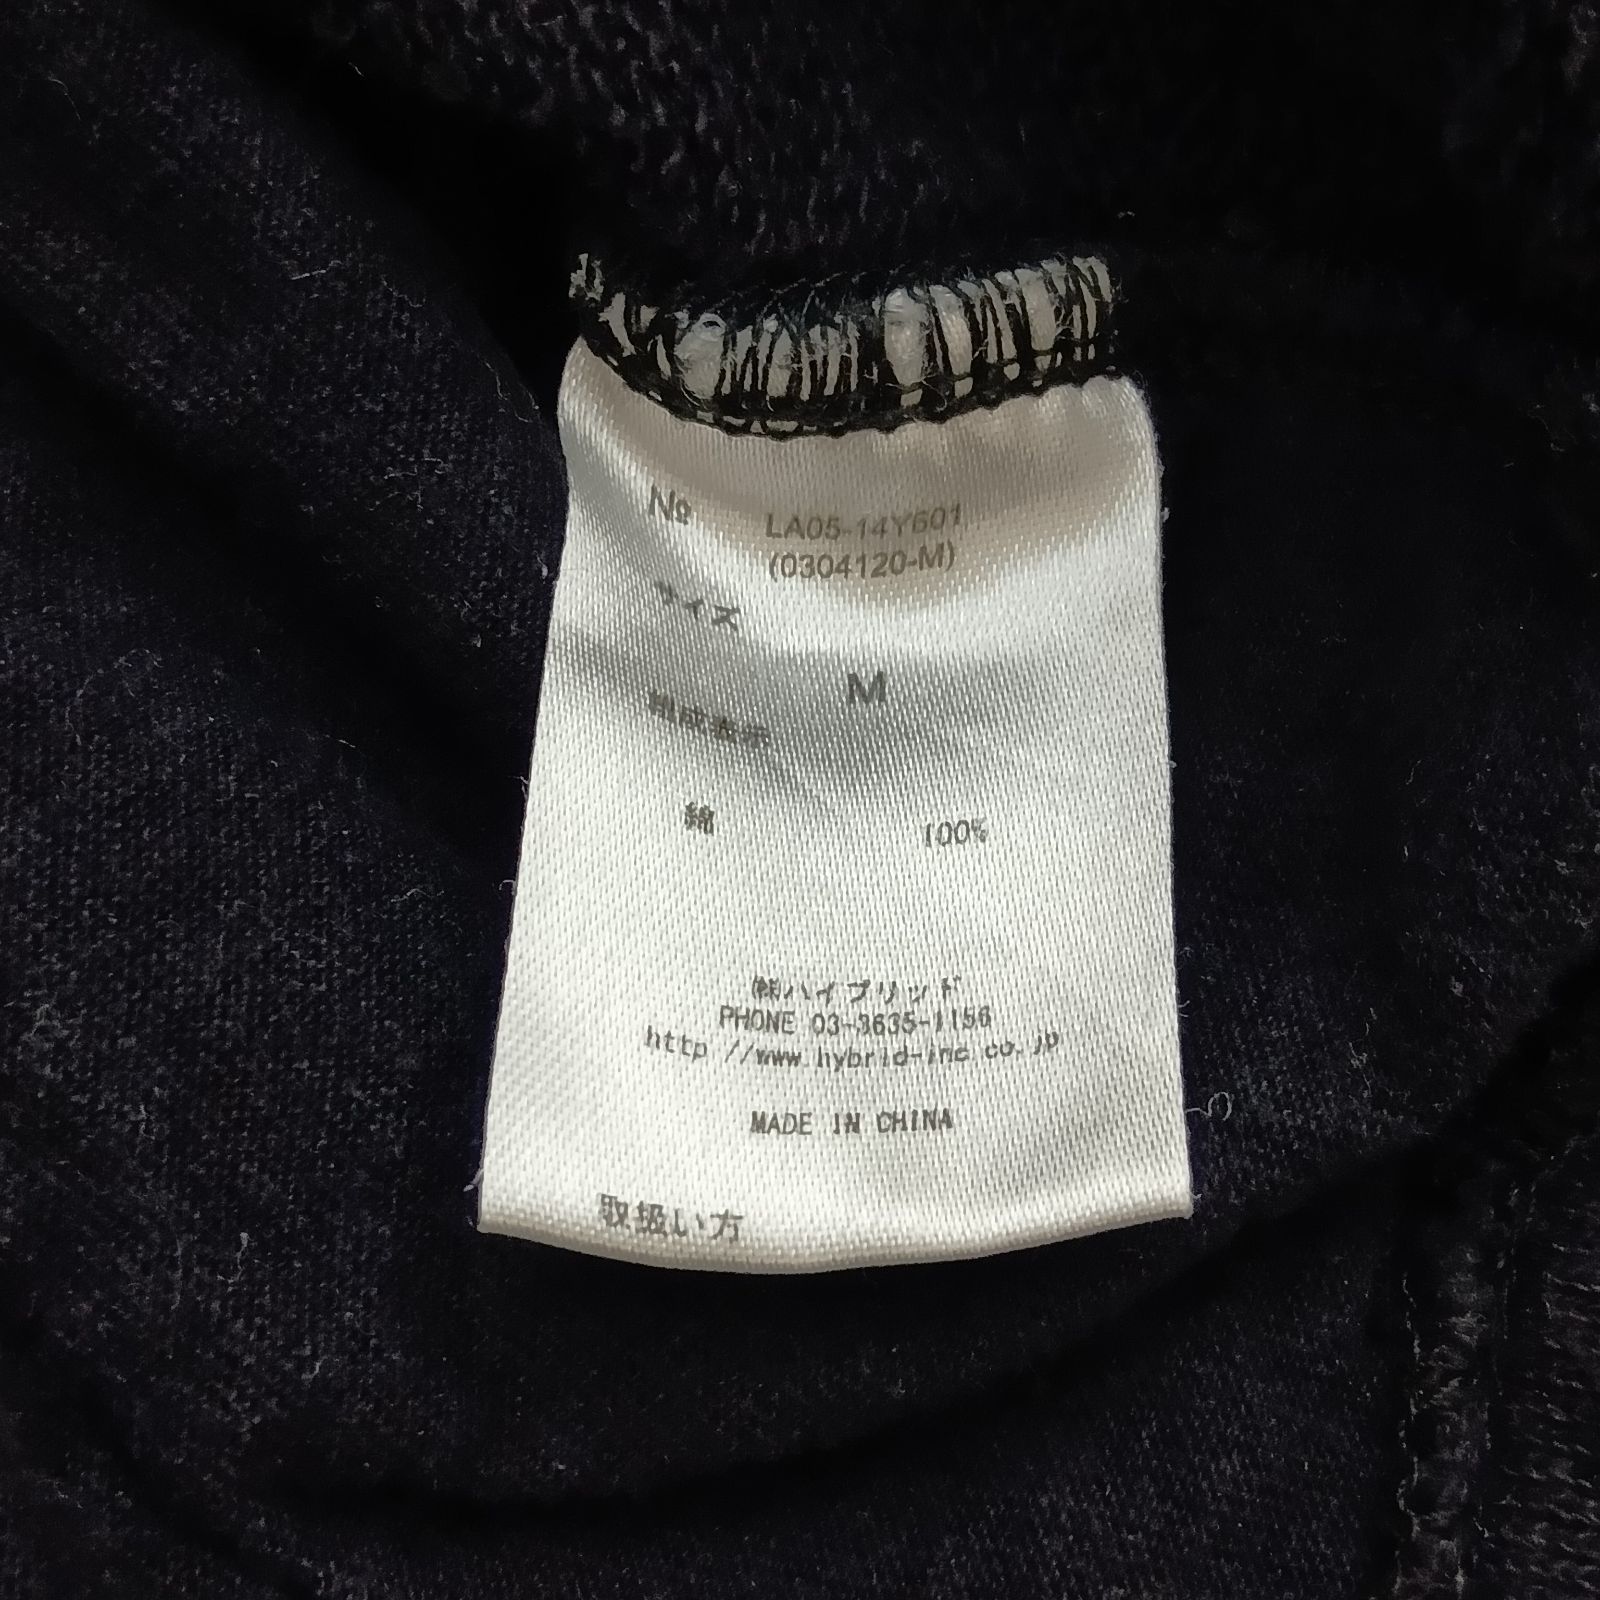 № LA05-14Y601
(0304120-M)
サイズ
M
組成表示
綿 100%
㈱ハイブリッド
PHONE 03-3635-1156
http //www.hybrid-inc co. jp
MADE IN CHINA
取扱い方